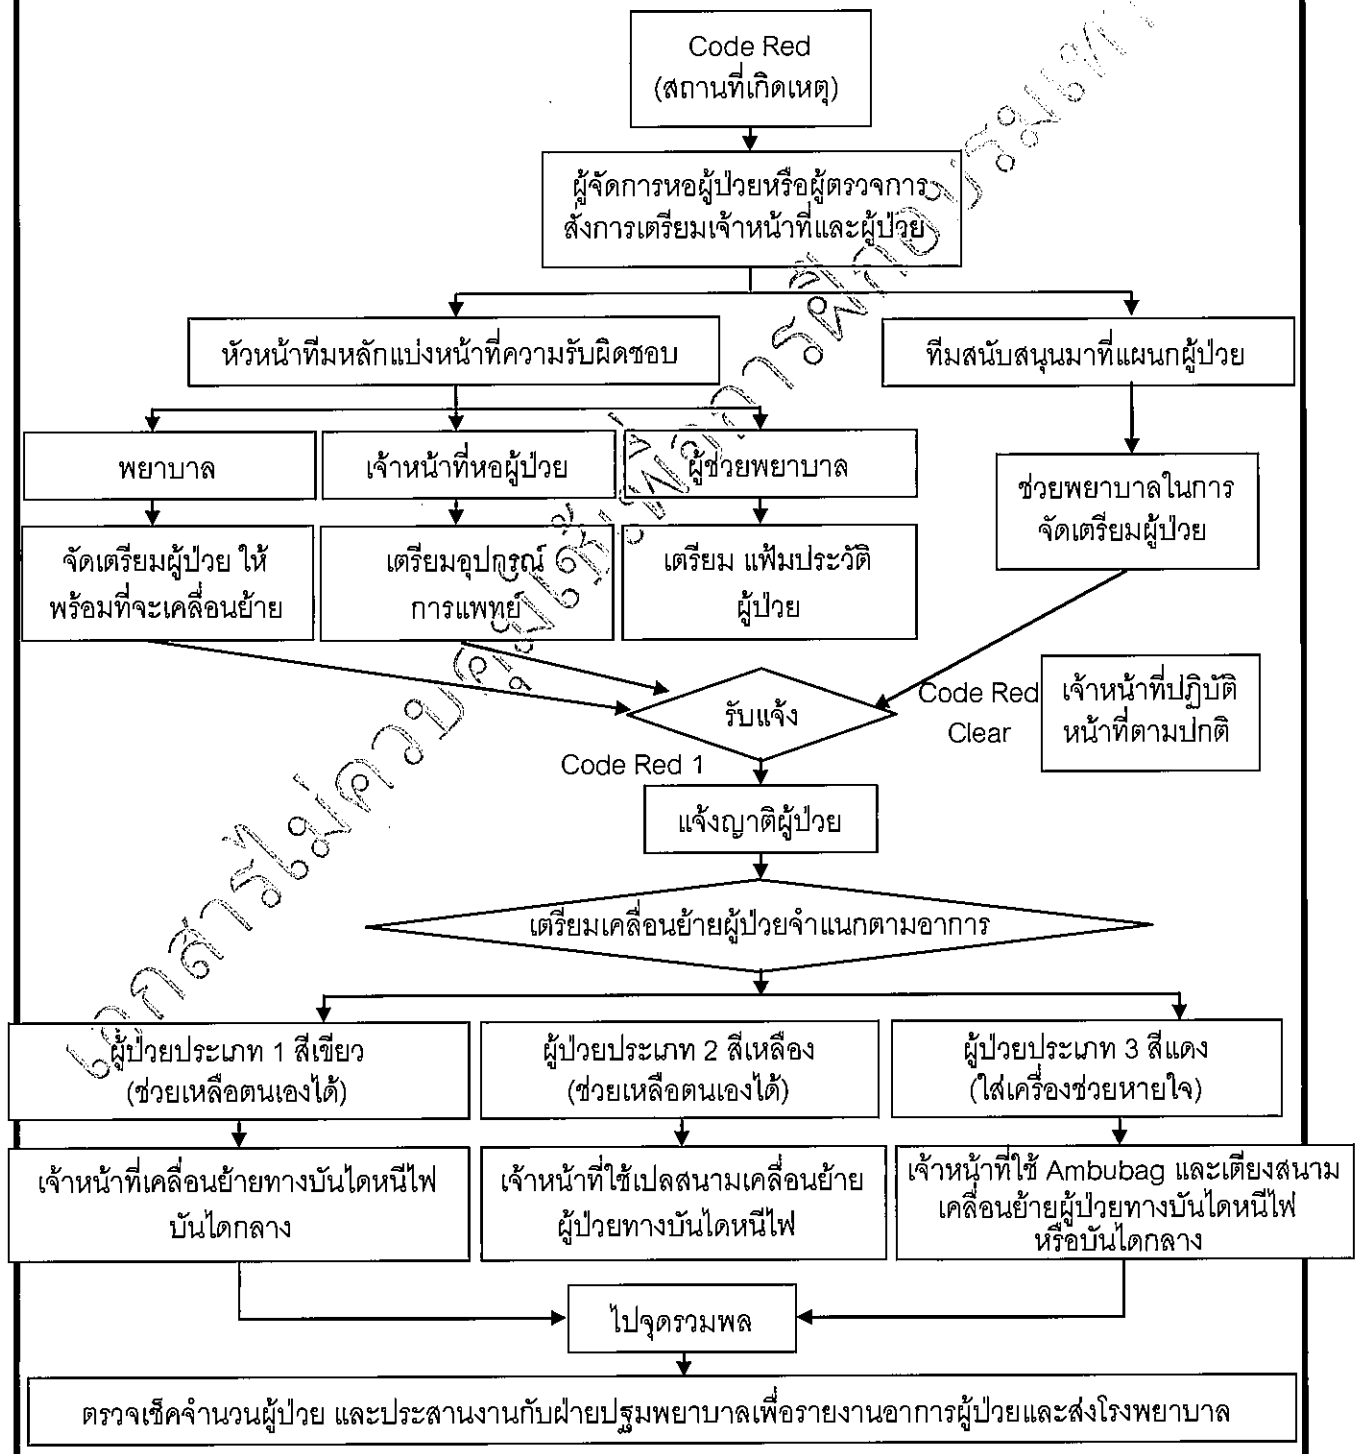 Code Red
(สถานที่เกิดเหตุ)
ผู้จัดการหอผู้ป่วยหรือผู้ตรวจการ
สั่งการเตรียมเจ้าหน้าที่และผู้ป่วย
หัวหน้าทีมหลักแบ่งหน้าที่ความรับผิดชอบ
ทีมสนับสนุนมาที่แผนกผู้ป่วย
พยาบาล
เจ้าหน้าที่หอผู้ป่วย
ผู้ช่วยพยาบาล
ช่วยพยาบาลในการ
จัดเตรียมผู้ป่วย
จัดเตรียมผู้ป่วย ให้
พร้อมที่จะเคลื่อนย้าย
เตรียมอุปกรณ์
การแพทย์
เตรียม แฟ้มประวัติ
ผู้ป่วย
รับแจ้ง
Code Red
Clear
เจ้าหน้าที่ปฏิบัติ
หน้าที่ตามปกติ
Code Red 1
แจ้งญาติผู้ป่วย
เตรียมเคลื่อนย้ายผู้ป่วยจำแนกตามอาการ
ผู้ป่วยประเภท 1 สีเขียว
(ช่วยเหลือตนเองได้)
ผู้ป่วยประเภท 2 สีเหลือง
(ช่วยเหลือตนเองได้)
ผู้ป่วยประเภท 3 สีแดง
(ใส่เครื่องช่วยหายใจ)
เจ้าหน้าที่เคลื่อนย้ายทางบันไดหนีไฟ
บันไดกลาง
เจ้าหน้าที่ใช้เปลสนามเคลื่อนย้าย
ผู้ป่วยทางบันไดหนีไฟ
เจ้าหน้าที่ใช้ Ambubag และเตียงสนาม
เคลื่อนย้ายผู้ป่วยทางบันไดหนีไฟ
หรือบันไดกลาง
ไปจุดรวมพล
ตรวจเช็คจำนวนผู้ป่วย และประสานงานกับฝ่ายปฐมพยาบาลเพื่อรายงานอาการผู้ป่วยและส่งโรงพยาบาล
เอกสารไม่ควบคุมใช้เพื่อการฝึกอบรม